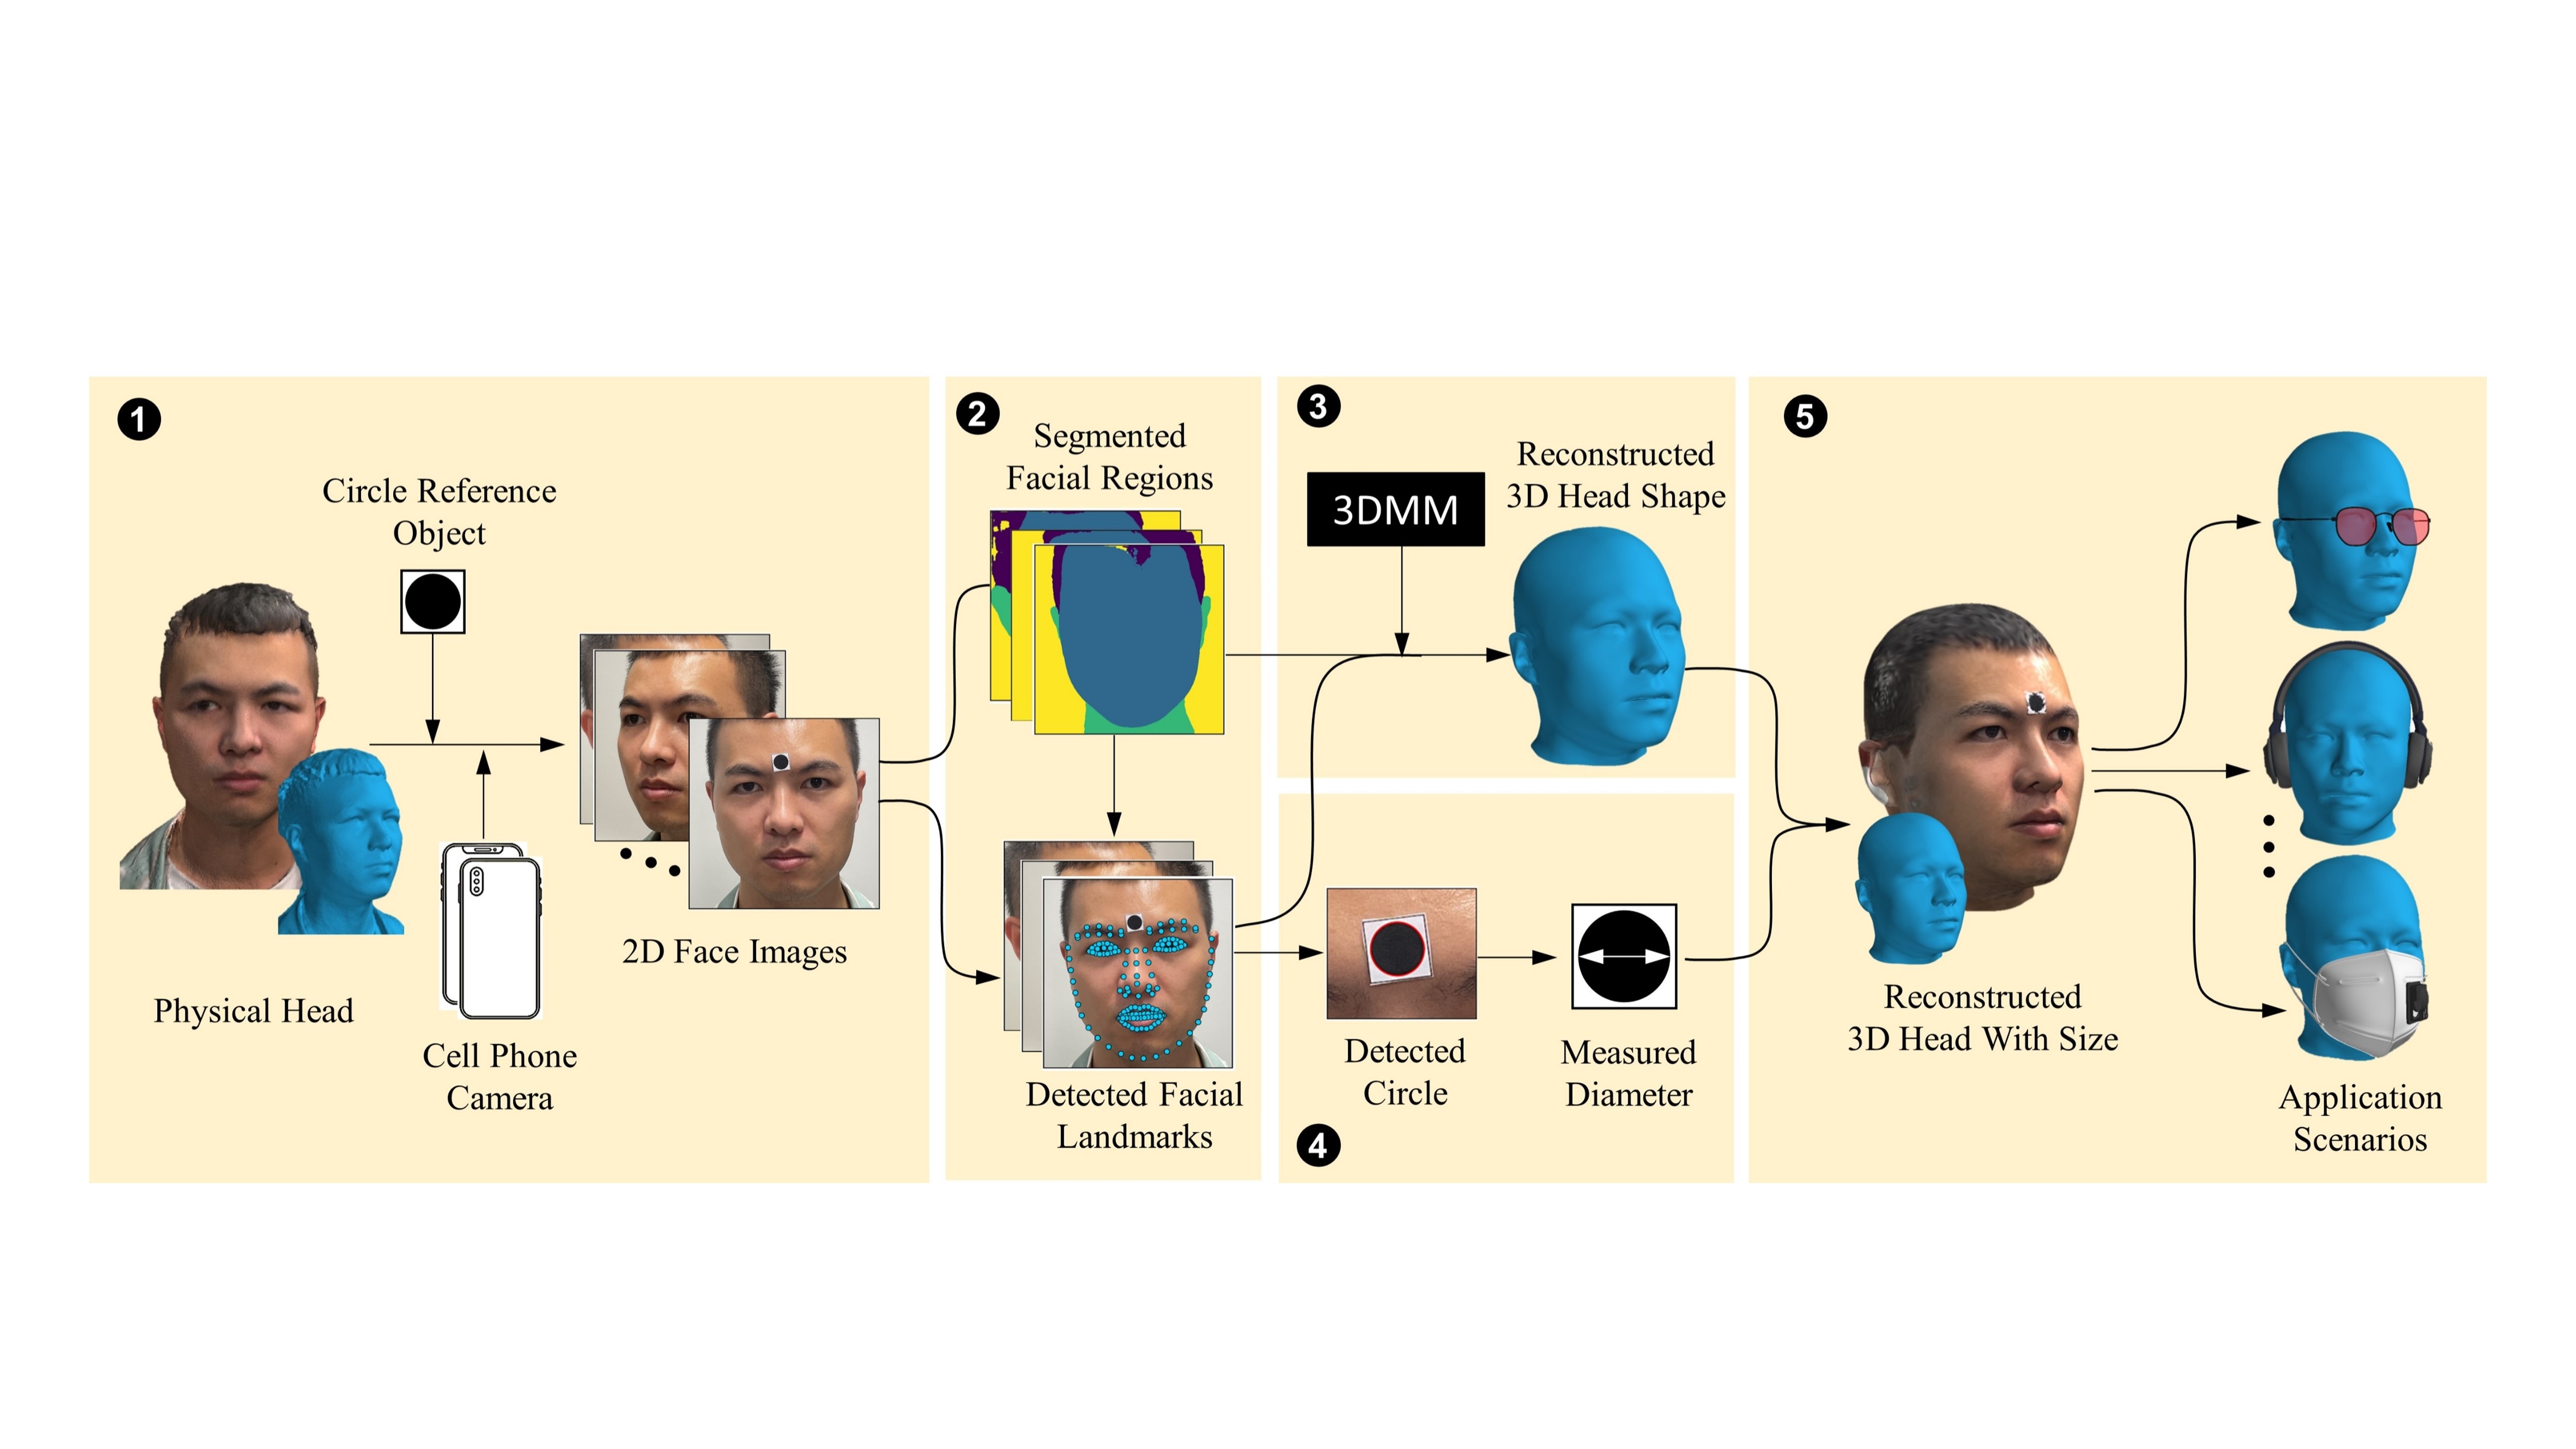 1
Circle Reference
Object
Physical Head
Cell Phone
Camera
2D Face Images
2
Segmented
Facial Regions
Detected Facial
Landmarks
3
3DMM
Reconstructed
3D Head Shape
Detected
Circle
Measured
Diameter
4
5
Reconstructed
3D Head With Size
Application
Scenarios